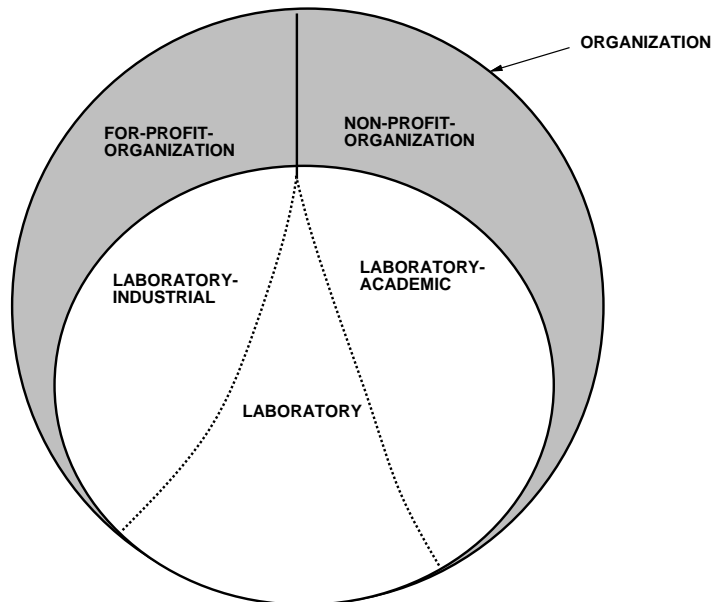 ORGANIZATION
FOR-PROFIT-
ORGANIZATION
NON-PROFIT-
ORGANIZATION
LABORATORY-
INDUSTRIAL
LABORATORY-
ACADEMIC
LABORATORY